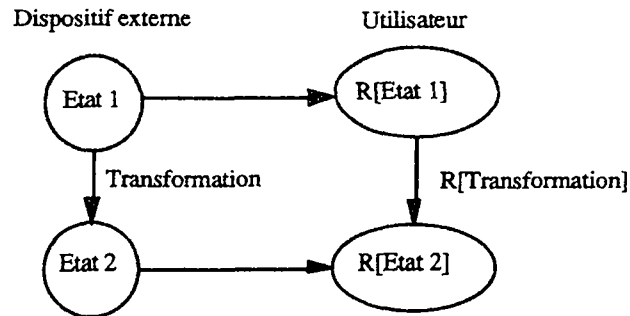 Dispositif externe
Utilisateur
Etat 1
R[Etat 1]
Transformation
R[Transformation]
Etat 2
R[Etat 2]